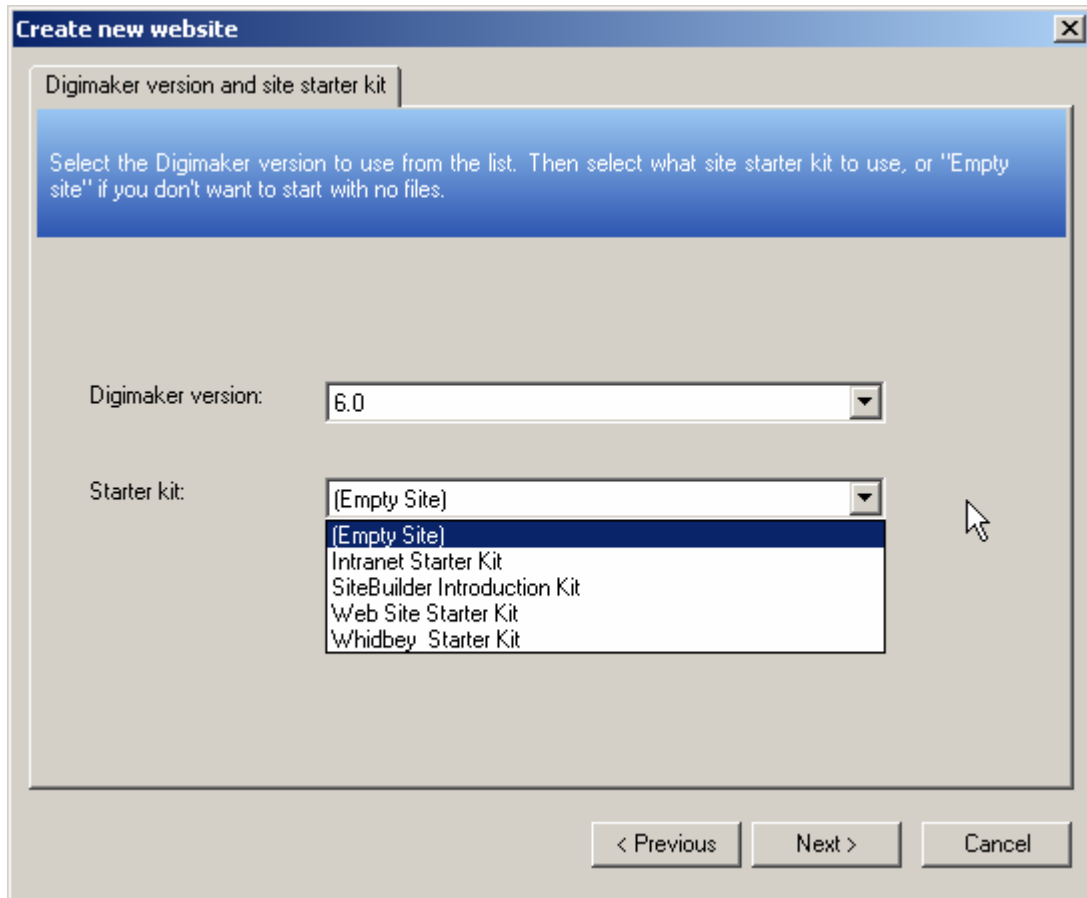 Create new website
Digimaker version and site starter kit
Select the Digimaker version to use from the list. Then select what site starter kit to use, or "Empty
site" if you don't want to start with no files.
Digimaker version:
6.0
Starter kit:
(Empty Site)
(Empty Site)
Intranet Starter Kit
SiteBuilder Introduction Kit
Web Site Starter Kit
Whidbey  Starter Kit
< Previous
Next >
Cancel